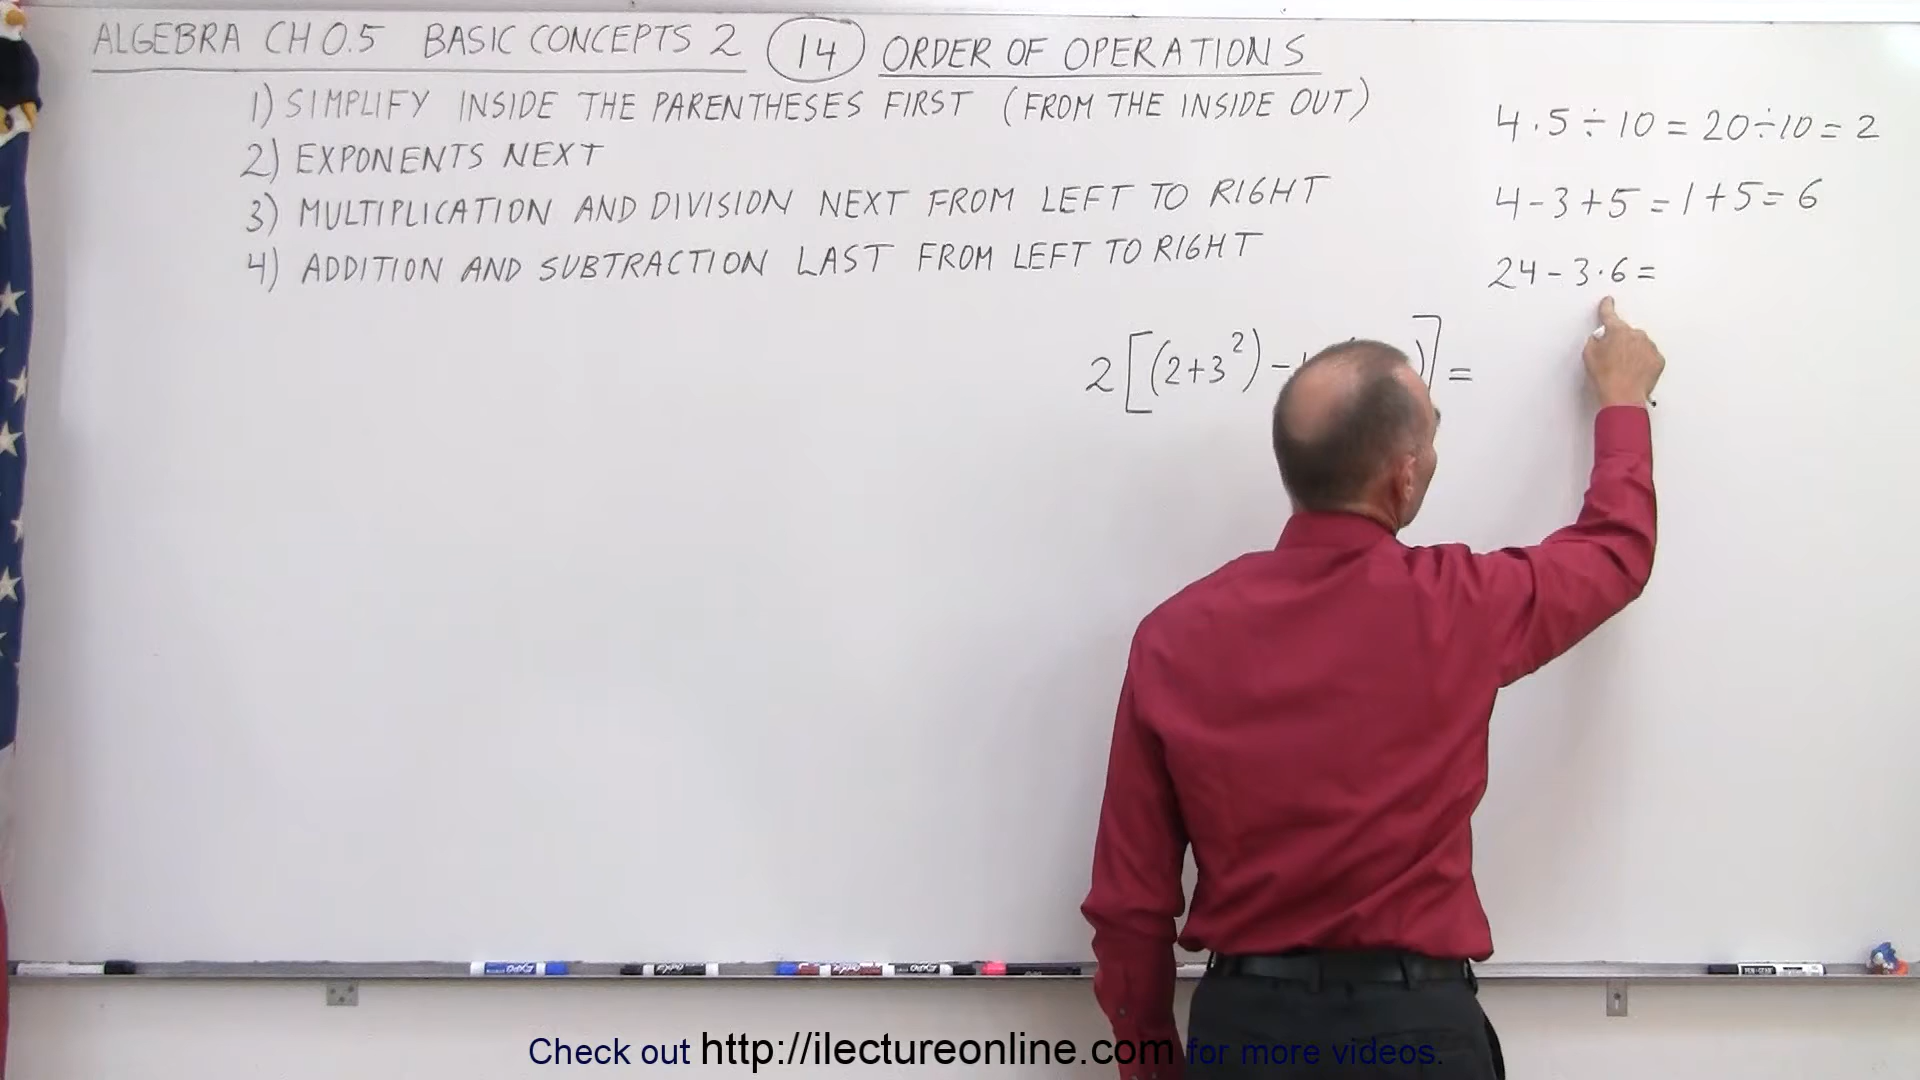 ALGEBRA CH 0.5 BASIC CONCEPTS 2 14 ORDER OF OPERATIONS
1) SIMPLIFY INSIDE THE PARENTHESES FIRST (FROM THE INSIDE OUT)
2) EXPONENTS NEXT
3) MULTIPLICATION AND DIVISION NEXT FROM LEFT TO RIGHT
4) ADDITION AND SUBTRACTION LAST FROM LEFT TO RIGHT
4·5÷10=20÷10=2
4-3+5=1+5=6
24-3·6=
2[(2+3²)- )]=
EXPO
EXPO
Check out http://ilectureonline.com for more videos.